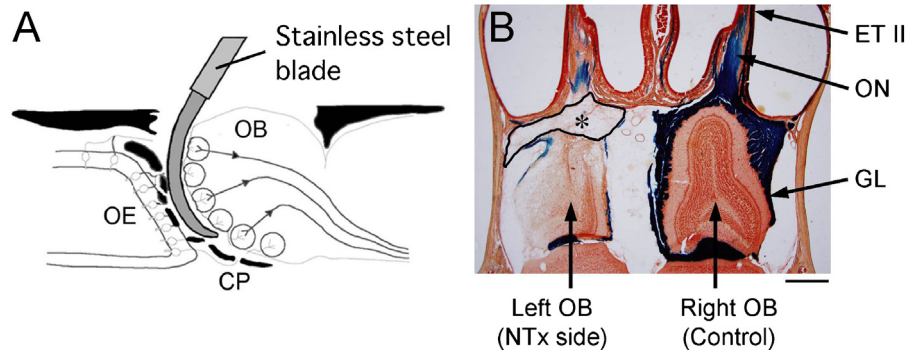 A
Stainless steel
blade
OB
OE
CP
B
*
ET II
ON
GL
Left OB
(NTx side)
Right OB
(Control)